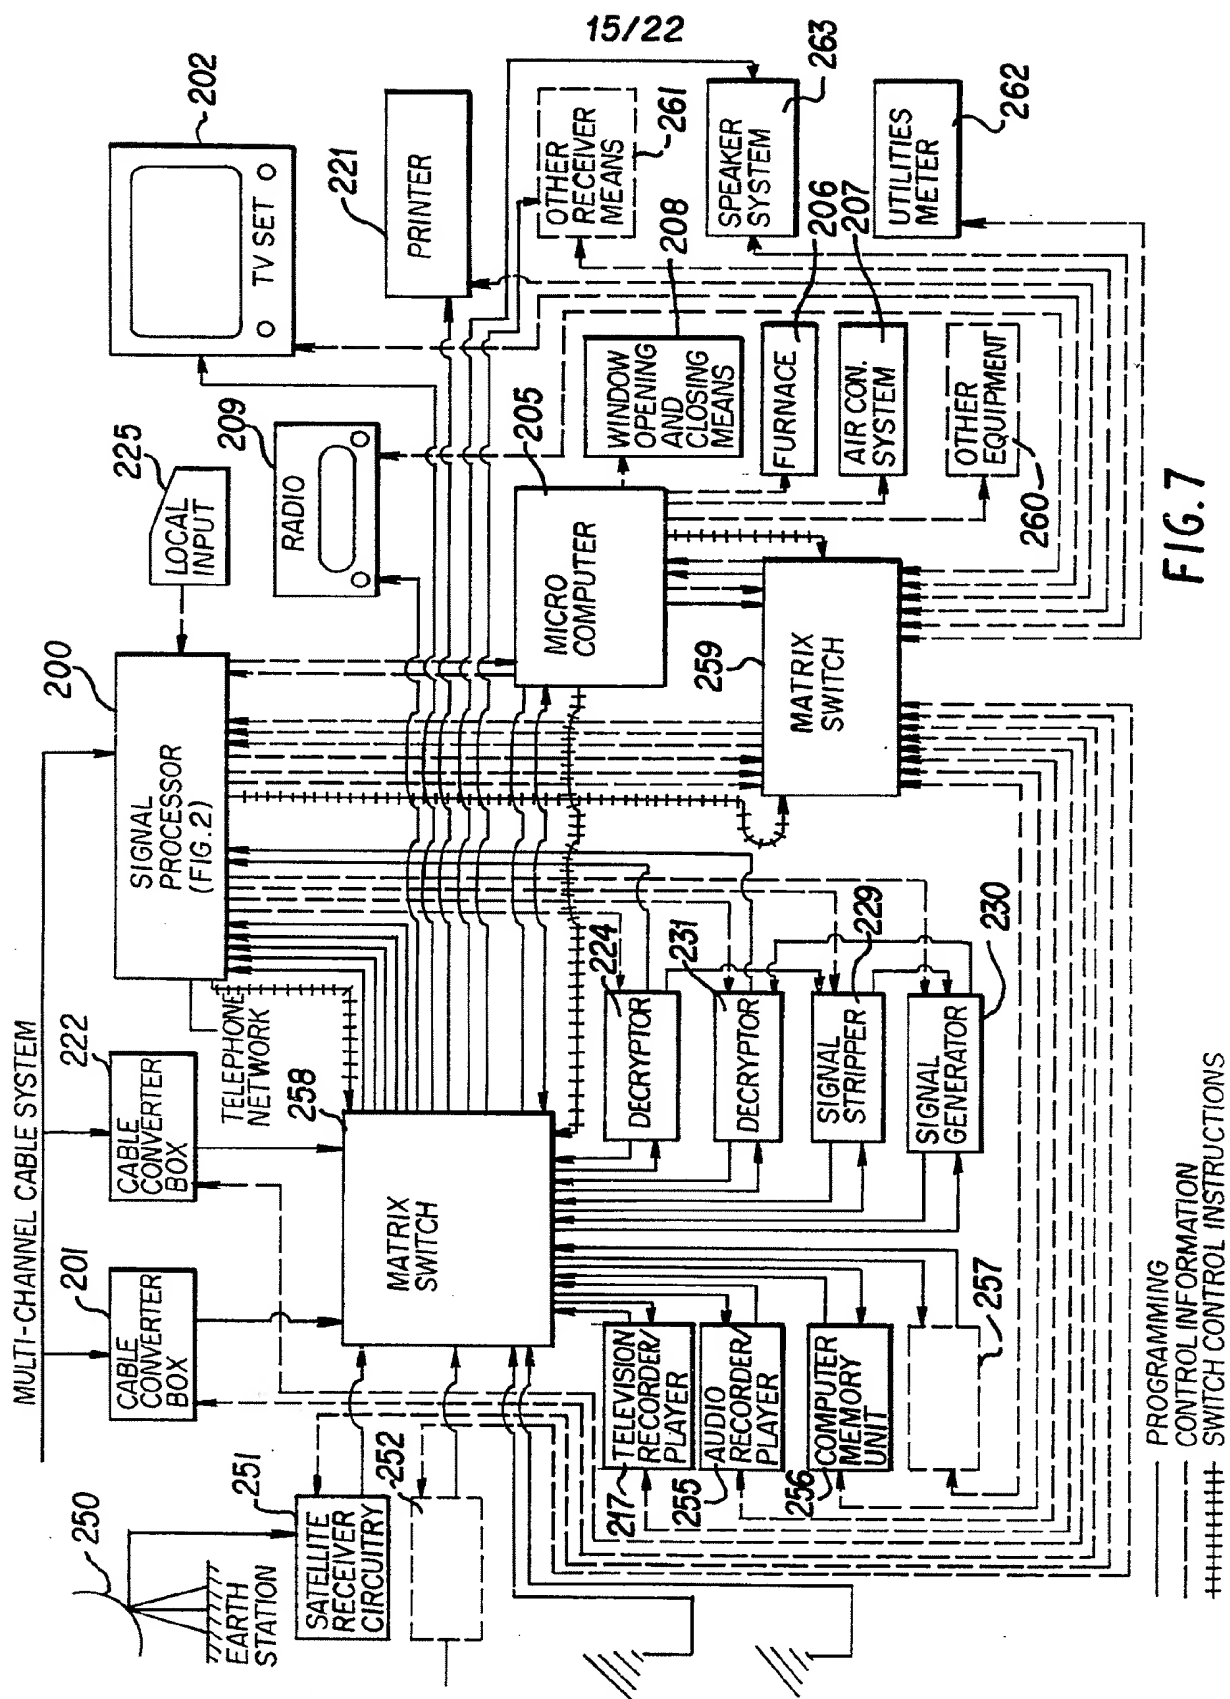 15/22
MULTI-CHANNEL CABLE SYSTEM
250
EARTH
STATION
251
SATELLITE
RECEIVER
CIRCUITRY
252
201
CABLE
CONVERTER
BOX
222
CABLE
CONVERTER
BOX
TELEPHONE
NETWORK
200
SIGNAL
PROCESSOR
(FIG. 2)
225
LOCAL
INPUT
209
RADIO
202
TV SET
221
PRINTER
OTHER
RECEIVER
MEANS
261
SPEAKER
SYSTEM
263
UTILITIES
METER
262
258
MATRIX
SWITCH
205
MICRO
COMPUTER
208
WINDOW
OPENING
AND
CLOSING
MEANS
206
FURNACE
207
AIR CON.
SYSTEM
OTHER
EQUIPMENT
260
259
MATRIX
SWITCH
224
DECRYPTOR
231
DECRYPTOR
229
SIGNAL
STRIPPER
230
SIGNAL
GENERATOR
217
TELEVISION
RECORDER/
PLAYER
255
AUDIO
RECORDER/
PLAYER
256
COMPUTER
MEMORY
UNIT
257
PROGRAMMING
CONTROL INFORMATION
SWITCH CONTROL INSTRUCTIONS
FIG. 7